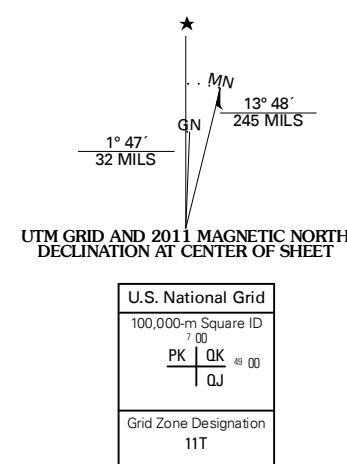 ★
MN
GN
13° 48´
245 MILS
1° 47´
32 MILS
UTM GRID AND 2011 MAGNETIC NORTH
DECLINATION AT CENTER OF SHEET
U.S. National Grid
100,000-m Square ID
7 00
PK QK 49 00
QJ
Grid Zone Designation
11T